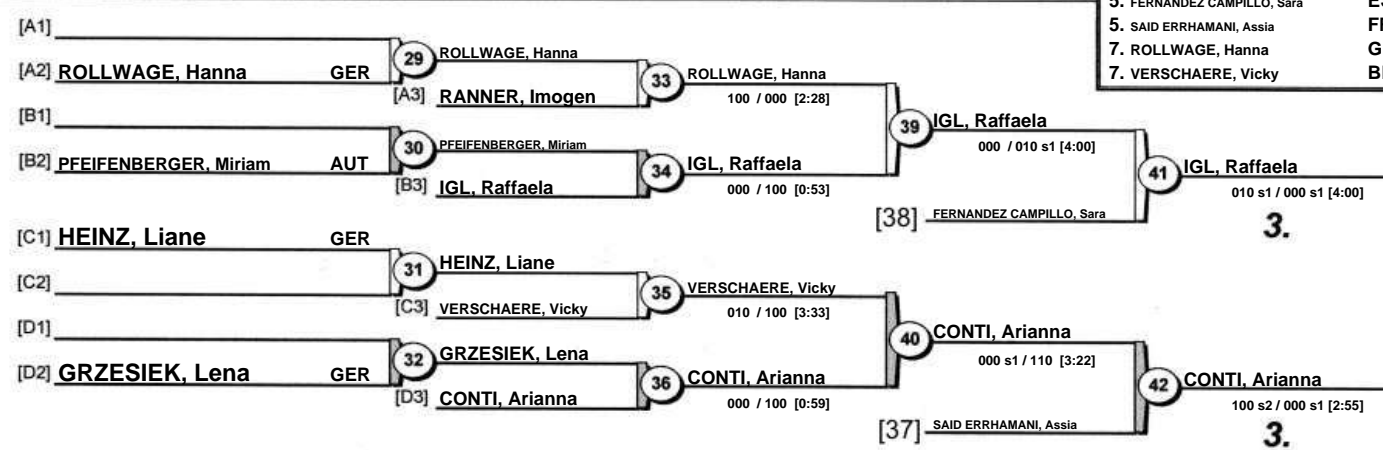 5. FERNANDEZ CAMPILLO, Sara
5. SAID ERRHAMANI, Assia
7. ROLLWAGE, Hanna
7. VERSCHAERE, Vicky
[A1]
[A2] ROLLWAGE, Hanna GER
29
ROLLWAGE, Hanna
[A3] RANNER, Imogen
33
ROLLWAGE, Hanna
100 / 000 [2:28]
[B1]
[B2] PFEIFENBERGER, Miriam AUT
30
PFEIFENBERGER, Miriam
[B3] IGL, Raffaela
34
IGL, Raffaela
000 / 100 [0:53]
39
IGL, Raffaela
000 / 010 s1 [4:00]
[38] FERNANDEZ CAMPILLO, Sara
41
IGL, Raffaela
010 s1 / 000 s1 [4:00]
3.
[C1] HEINZ, Liane GER
[C2]
31
HEINZ, Liane
[C3] VERSCHAERE, Vicky
35
VERSCHAERE, Vicky
010 / 100 [3:33]
[D1]
[D2] GRZESIEK, Lena GER
32
GRZESIEK, Lena
[D3] CONTI, Arianna
36
CONTI, Arianna
000 / 100 [0:59]
40
CONTI, Arianna
000 s1 / 110 [3:22]
[37] SAID ERRHAMANI, Assia
42
CONTI, Arianna
100 s2 / 000 s1 [2:55]
3.